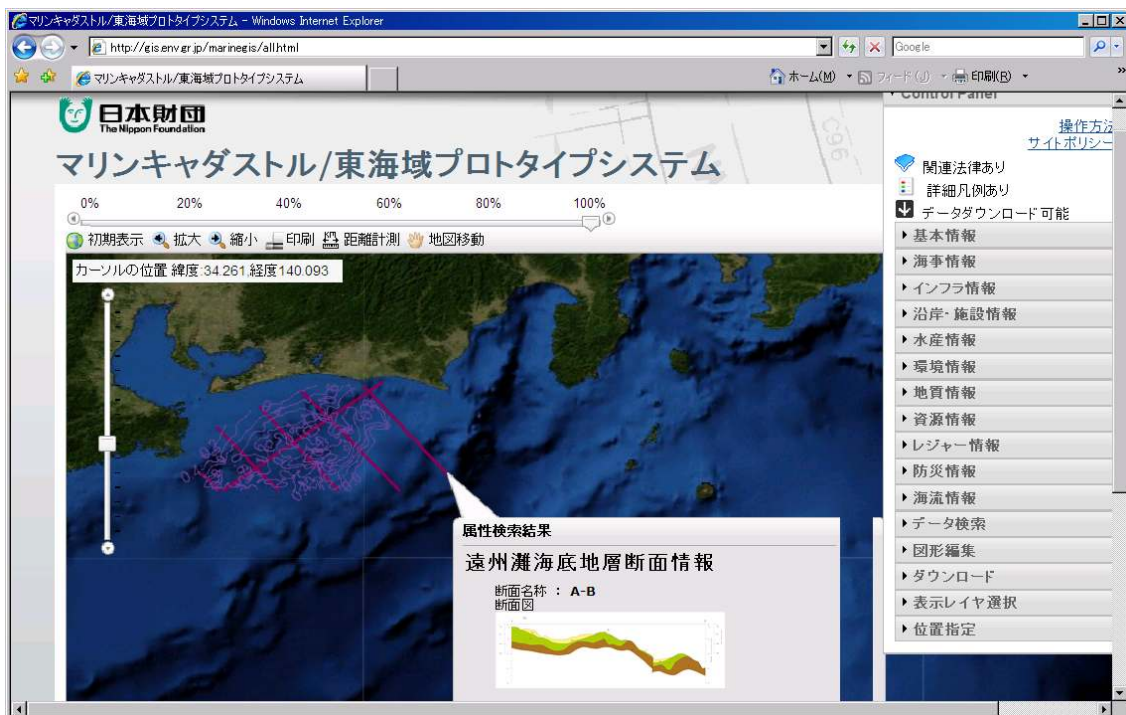 マリンキャダストル/東海域プロトタイプシステム - Windows Internet Explorer
http://gis.env.gr.jp/marinegis/all.html
Google
マリンキャダストル/東海域プロトタイプシステム
ホーム(M)
フィード(J)
印刷(R)
»
日本財団
The Nippon Foundation
マリンキャダストル/東海域プロトタイプシステム
0% 20% 40% 60% 80% 100%
初期表示 拡大 縮小 印刷 距離計測 地図移動
カーソルの位置 緯度:34.261,経度140.093
属性検索結果
遠州灘海底地層断面情報
断面名称 : A-B
断面図
Control Panel
操作方法
サイトポリシー
関連法律あり
詳細凡例あり
データダウンロード可能
基本情報
海事情報
インフラ情報
沿岸・施設情報
水産情報
環境情報
地質情報
資源情報
レジャー情報
防災情報
海流情報
データ検索
図形編集
ダウンロード
表示レイヤ選択
位置指定